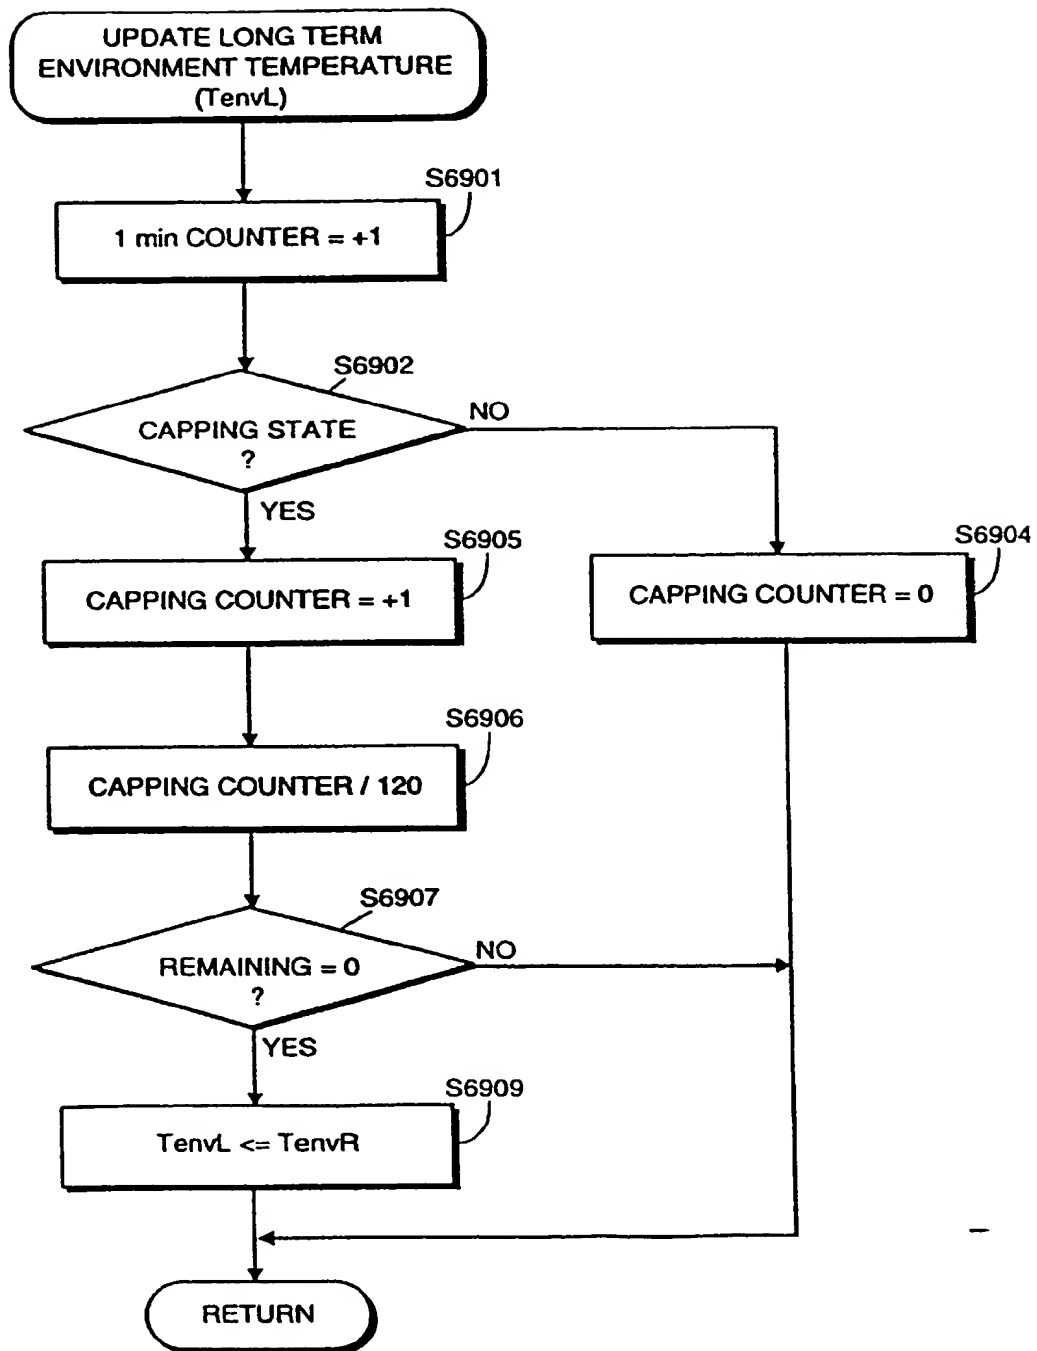 UPDATE LONG TERM
ENVIRONMENT TEMPERATURE
(TenvL)
S6901
1 min COUNTER = +1
S6902
CAPPING STATE
?
NO
YES
S6905
CAPPING COUNTER = +1
S6904
CAPPING COUNTER = 0
S6906
CAPPING COUNTER / 120
S6907
REMAINING = 0
?
NO
YES
S6909
TenvL <= TenvR
RETURN